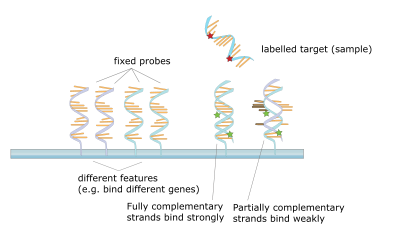 labelled target (sample)
fixed probes
different features
(e.g. bind different genes)
Fully complementary
strands bind strongly
Partially complementary
strands bind weakly